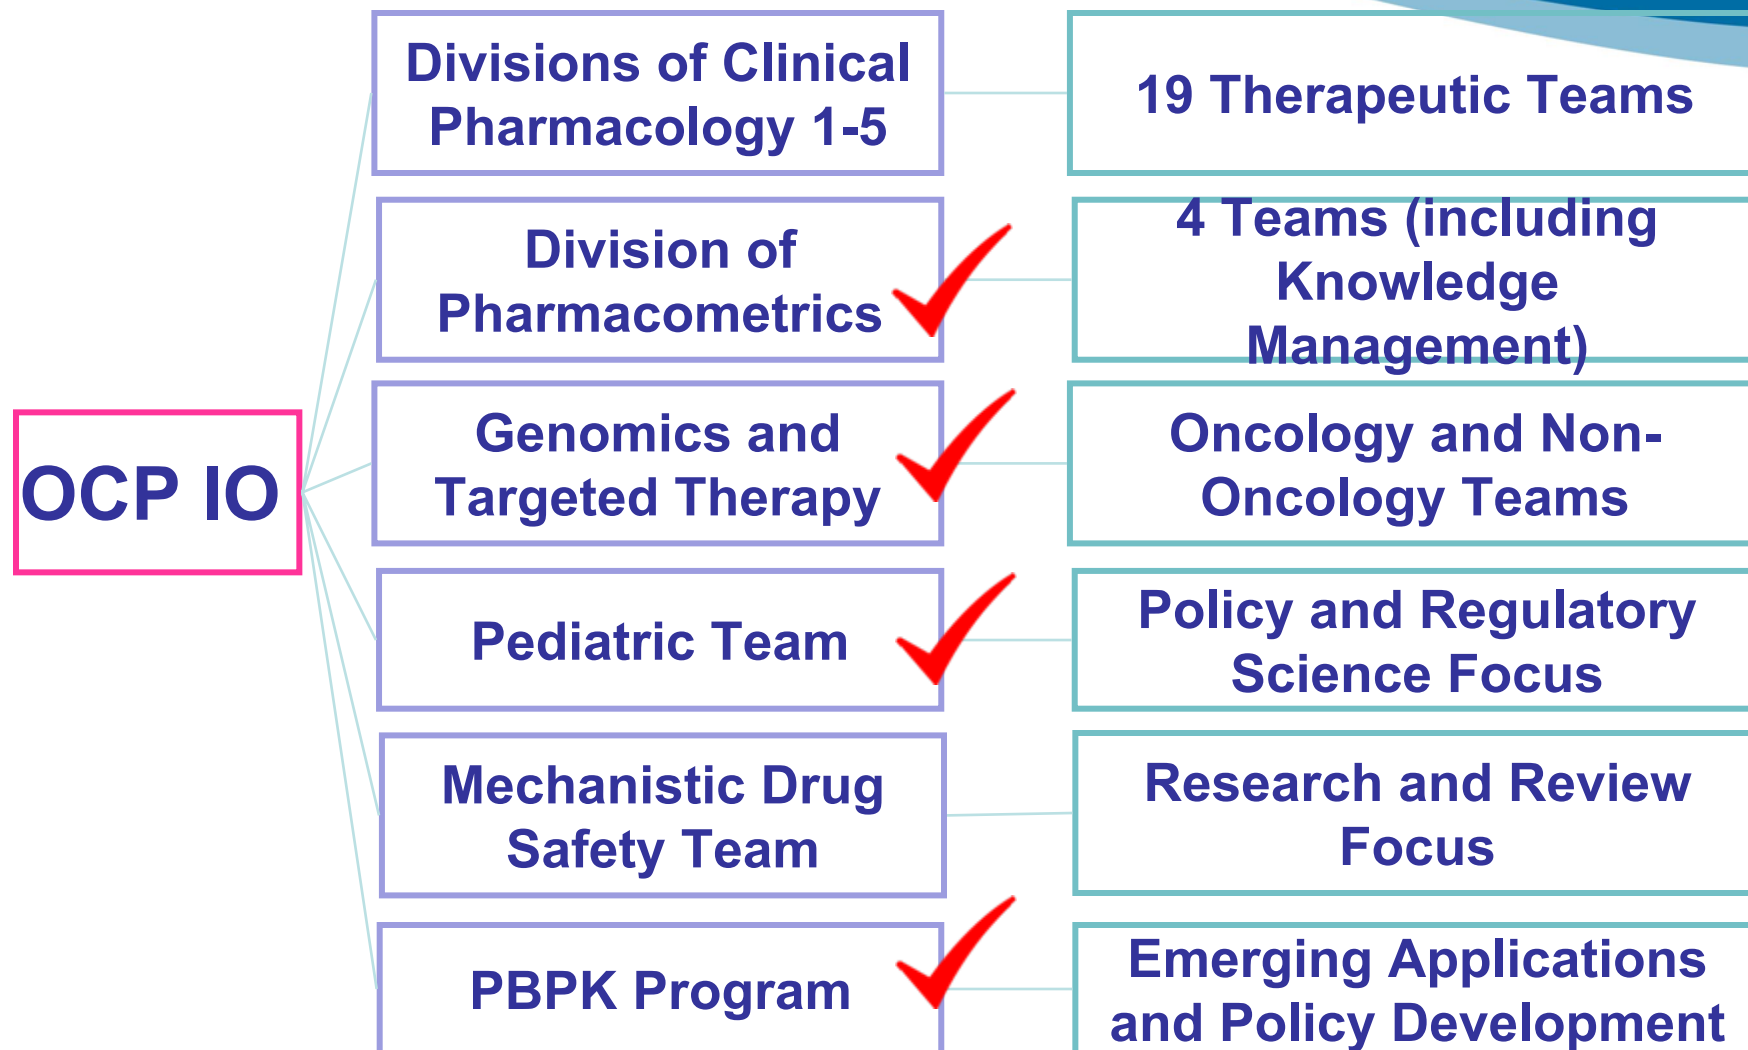 Divisions of Clinical
Pharmacology 1-5
19 Therapeutic Teams
Division of
Pharmacometrics
4 Teams (including
Knowledge
Management)
OCP IO
Genomics and
Targeted Therapy
Oncology and Non-
Oncology Teams
Pediatric Team
Policy and Regulatory
Science Focus
Mechanistic Drug
Safety Team
Research and Review
Focus
PBPK Program
Emerging Applications
and Policy Development